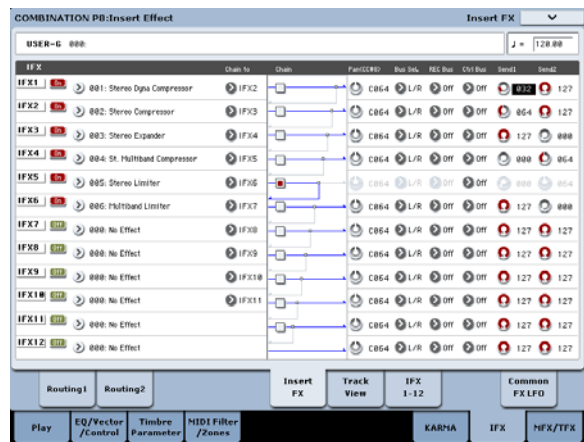 COMBINATION P8:Insert Effect Insert FX
USER-G 000: ♩ = 120.00
IFX Chain to Chain Pan(CC#8) Bus Sel. REC Bus Ctrl Bus Send1 Send2
IFX1 On 001: Stereo Dyna Compressor IFX2 C064 L/R Off Off 032 127
IFX2 On 002: Stereo Compressor IFX3 C064 L/R Off Off 064 127
IFX3 On 003: Stereo Expander IFX4 C064 L/R Off Off 127 000
IFX4 On 004: St. Multiband Compressor IFX5 C064 L/R Off Off 000 064
IFX5 On 005: Stereo Limiter IFX6 C064 L/R Off Off 000 064
IFX6 On 006: Multiband Limiter IFX7 C064 L/R Off Off 127 000
IFX7 Off 000: No Effect IFX8 C064 L/R Off Off 127 127
IFX8 Off 000: No Effect IFX9 C064 L/R Off Off 127 127
IFX9 Off 000: No Effect IFX10 C064 L/R Off Off 127 127
IFX10 Off 000: No Effect IFX11 C064 L/R Off Off 127 127
IFX11 Off 000: No Effect C064 L/R Off Off 127 127
IFX12 Off 000: No Effect C064 L/R Off Off 127 127
Routing1 Routing2 Insert FX Track View IFX 1-12 Common FX LFO
Play EQ/Vector /Control Timbre Parameter MIDI Filter /Zones KARMA IFX MFX/TFX